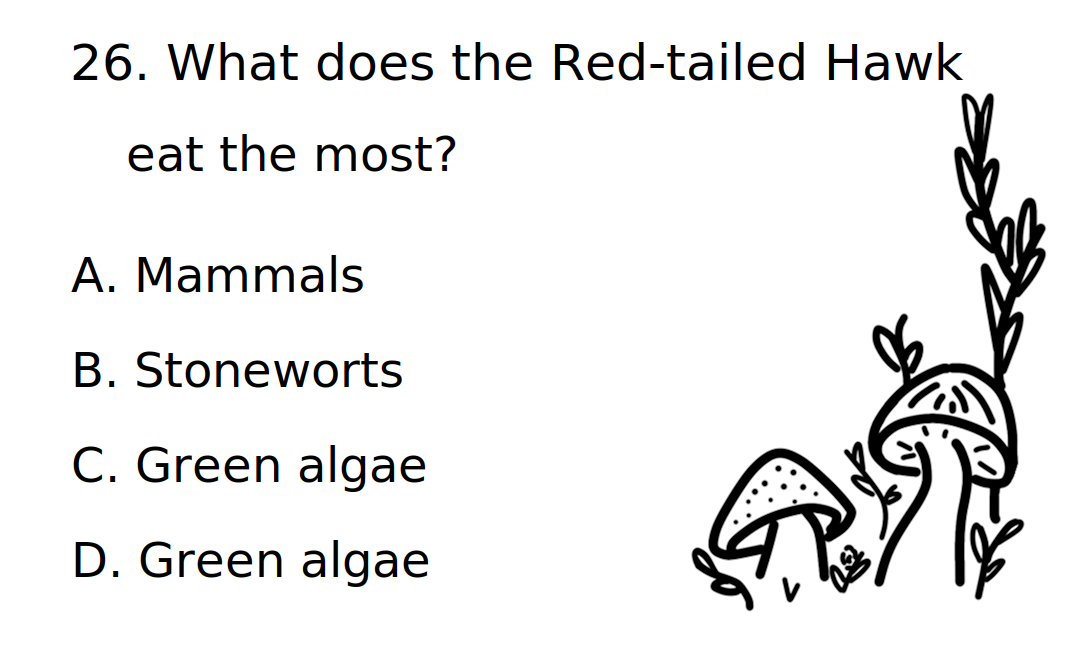 26. What does the Red-tailed Hawk
eat the most?
A. Mammals
B. Stoneworts
C. Green algae
D. Green algae